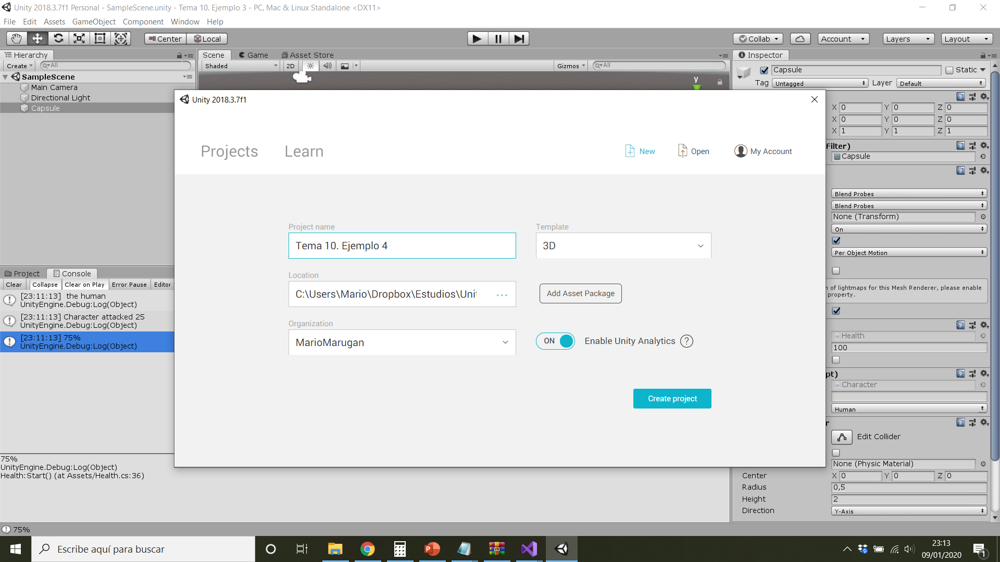 Unity 2018.3.7f1 Personal - SampleScene.unity - Tema 10. Ejemplo 3 - PC, Mac & Linux Standalone <DX11>
File Edit Assets GameObject Component Window Help
Center Local
Collab Account Layers Layout
Hierarchy
Create All
SampleScene
Main Camera
Directional Light
Capsule
Scene Game Asset Store
Shaded 2D Gizmos All
y
Inspector
Capsule Static
Tag Untagged Layer Default
X 0 Y 0 Z 0
X 0 Y 0 Z 0
X 1 Y 1 Z 1
Filter)
Capsule
Blend Probes
Blend Probes
None (Transform)
On
Per Object Motion
n of lightmaps for this Mesh Renderer, please enable
property.
Health
100
pt)
Character
Human
r
Edit Collider
None (Physic Material)
Center X 0 Y 0 Z 0
Radius 0,5
Height 2
Direction Y-Axis
Unity 2018.3.7f1
Projects Learn
New Open My Account
Project name
Tema 10. Ejemplo 4
Template
3D
Location
C:\Users\Mario\Dropbox\Estudios\Uni
Add Asset Package
Organization
MarioMarugan
ON Enable Unity Analytics ?
Create project
Project Console
Clear Collapse Clear on Play Error Pause Editor
[23:11:13] the human
UnityEngine.Debug:Log(Object)
[23:11:13] Character attacked 25
UnityEngine.Debug:Log(Object)
[23:11:13] 75%
UnityEngine.Debug:Log(Object)
75%
UnityEngine.Debug:Log(Object)
Health:Start() (at Assets/Health.cs:36)
75%
Escribe aquí para buscar
23:13
09/01/2020
1